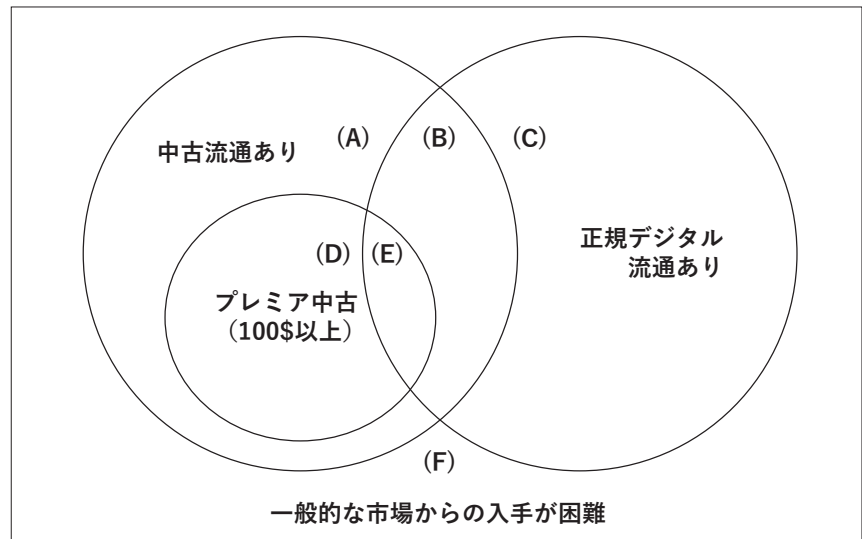 (A)
(B)
(C)
中古流通あり
正規デジタル
流通あり
(D)
(E)
プレミア中古
（100$以上）
(F)
一般的な市場からの入手が困難